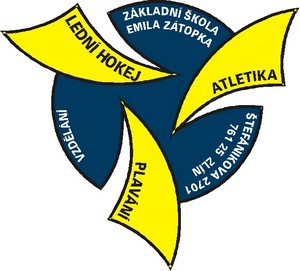 ZÁKLADNÍ ŠKOLA
EMILA ZÁTOPKA
LEDNÍ HOKEJ
ATLETIKA
VZDĚLÁNÍ
PLAVÁNÍ
ŠTEFÁNIKOVA 2701
761 25 ZLÍN